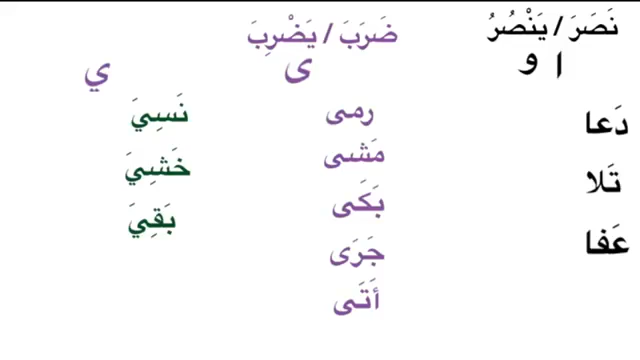 نَصَرَ / يَنْصُرُ
ا و
دَعا
تَلا
عَفا
ضَرَبَ / يَضْرِبَ
ى
رمى
مَشى
بَكَى
جَرَى
أَتَى
ي
نَسِيَ
خَشِيَ
بَقِيَ